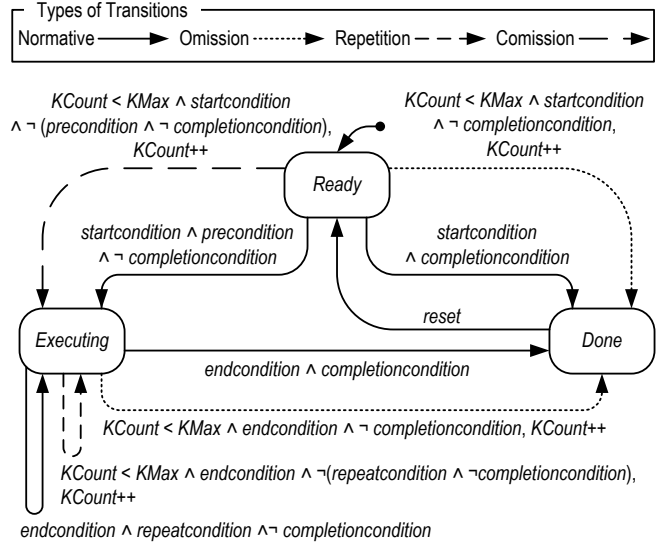 Types of Transitions
Normative Omission Repetition Comission
KCount < KMax ∧ startcondition
∧ ¬ (precondition ∧ ¬ completioncondition),
KCount++
KCount < KMax ∧ startcondition
∧ ¬ completioncondition,
KCount++
Ready
startcondition ∧ precondition
∧ ¬ completioncondition
startcondition
∧ completioncondition
reset
Executing
Done
endcondition ∧ completioncondition
KCount < KMax ∧ endcondition ∧ ¬ completioncondition, KCount++
KCount < KMax ∧ endcondition ∧ ¬(repeatcondition ∧ ¬completioncondition),
KCount++
endcondition ∧ repeatcondition ∧¬ completioncondition